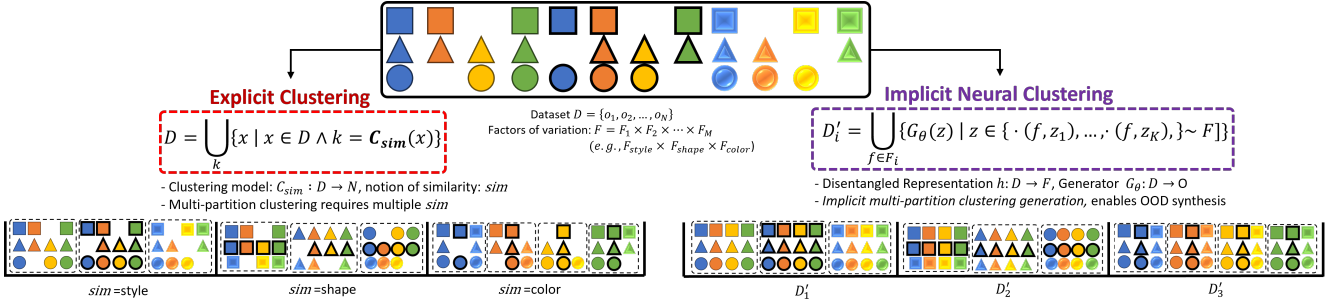 Explicit Clustering
D = ⋃_k {x | x ∈ D ∧ k = C_sim(x)}
- Clustering model: C_sim : D → N, notion of similarity: sim
- Multi-partition clustering requires multiple sim
Dataset D = {o_1, o_2, …, o_N}
Factors of variation: F = F_1 × F_2 × ⋯ × F_M
(e.g., F_style × F_shape × F_color)
Implicit Neural Clustering
D'_i = ⋃_{f∈F_i} {G_θ(z) | z ∈ { · (f, z_1), …, · (f, z_K), }~ F]}
- Disentangled Representation h: D → F, Generator G_θ: D → O
- Implicit multi-partition clustering generation, enables OOD synthesis
sim=style
sim=shape
sim=color
D'_1
D'_2
D'_3